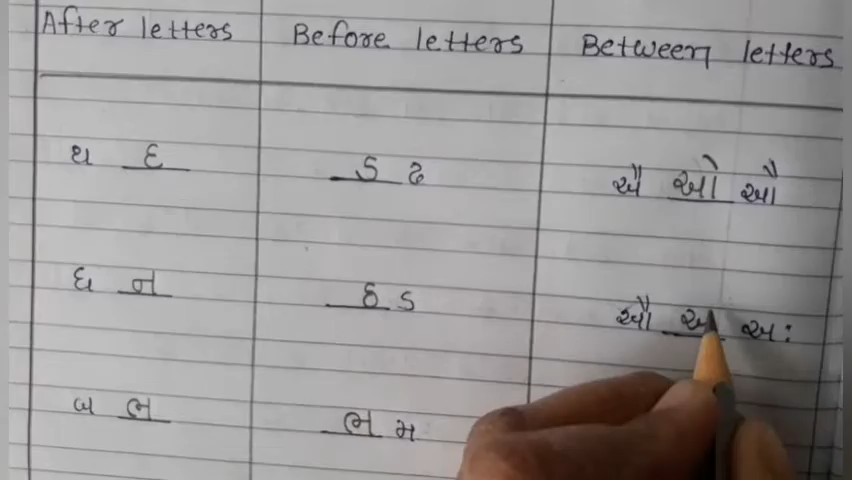 After letters Before letters Between letters
થ દ ડ ઢ ઐ ઓ ઔ
ધ ન ઠ ડ ઔ અ અઃ
બ ભ ભ મ